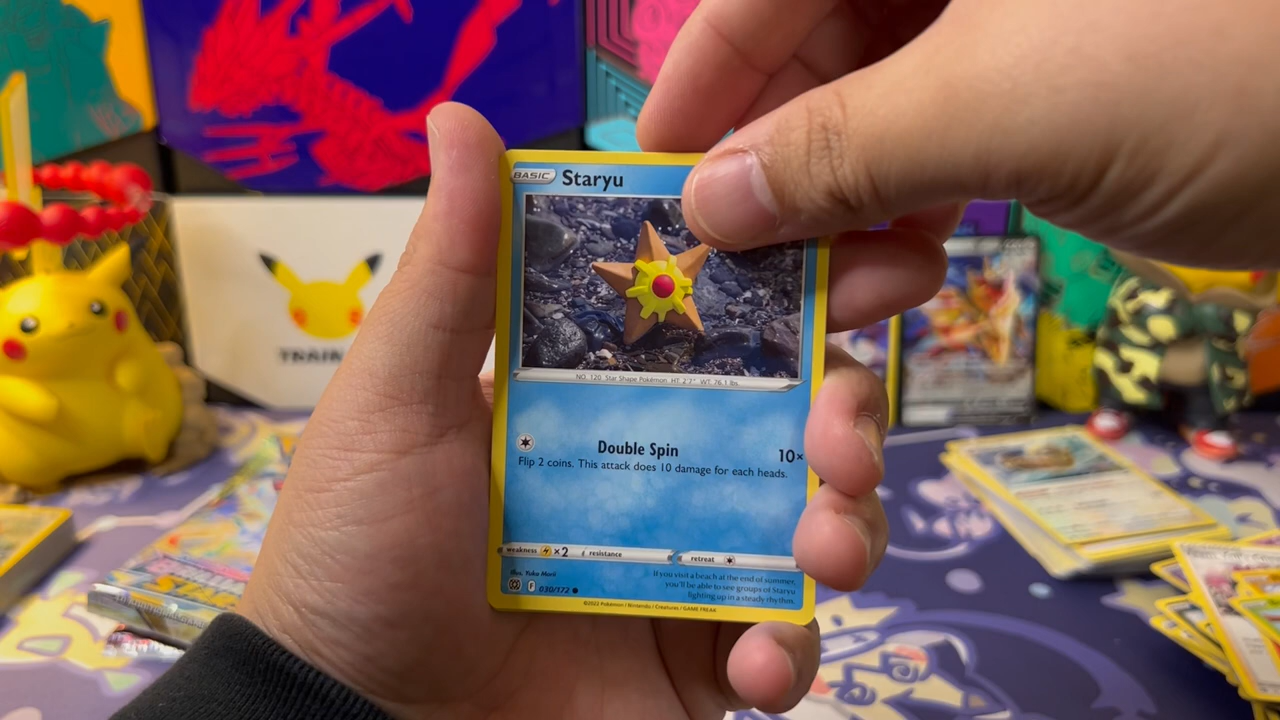 BASIC Staryu
NO. 120 Star Shape Pokémon HT: 2'7" WT: 76.1 lbs.
Double Spin 10×
Flip 2 coins. This attack does 10 damage for each heads.
weakness ×2 resistance retreat
Illus. Yuka Morii
F 030/172
If you visit a beach at the end of summer,
you'll be able to see groups of Staryu
lighting up in a steady rhythm.
©2022 Pokémon / Nintendo / Creatures / GAME FREAK
TRAIN